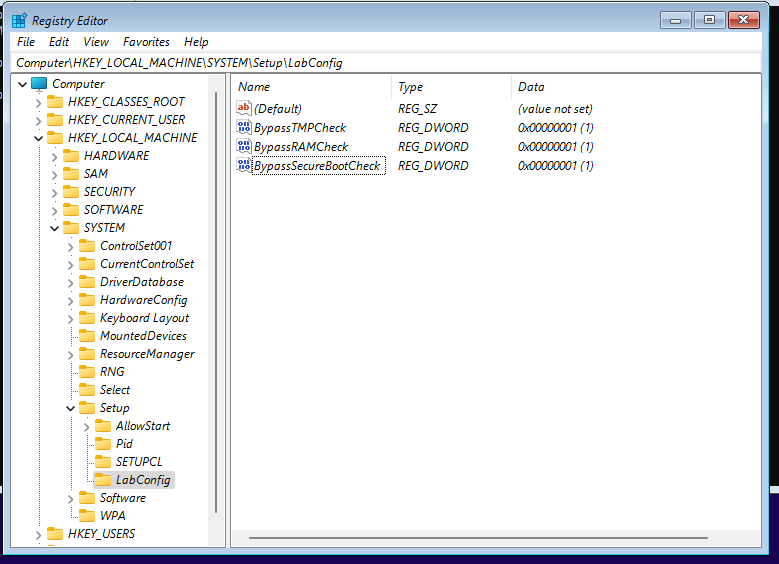 Registry Editor
File Edit View Favorites Help
Computer\HKEY_LOCAL_MACHINE\SYSTEM\Setup\LabConfig
Computer
HKEY_CLASSES_ROOT
HKEY_CURRENT_USER
HKEY_LOCAL_MACHINE
HARDWARE
SAM
SECURITY
SOFTWARE
SYSTEM
ControlSet001
CurrentControlSet
DriverDatabase
HardwareConfig
Keyboard Layout
MountedDevices
ResourceManager
RNG
Select
Setup
AllowStart
Pid
SETUPCL
LabConfig
Software
WPA
HKEY_USERS
Name Type Data
(Default) REG_SZ (value not set)
BypassTMPCheck REG_DWORD 0x00000001 (1)
BypassRAMCheck REG_DWORD 0x00000001 (1)
BypassSecureBootCheck REG_DWORD 0x00000001 (1)